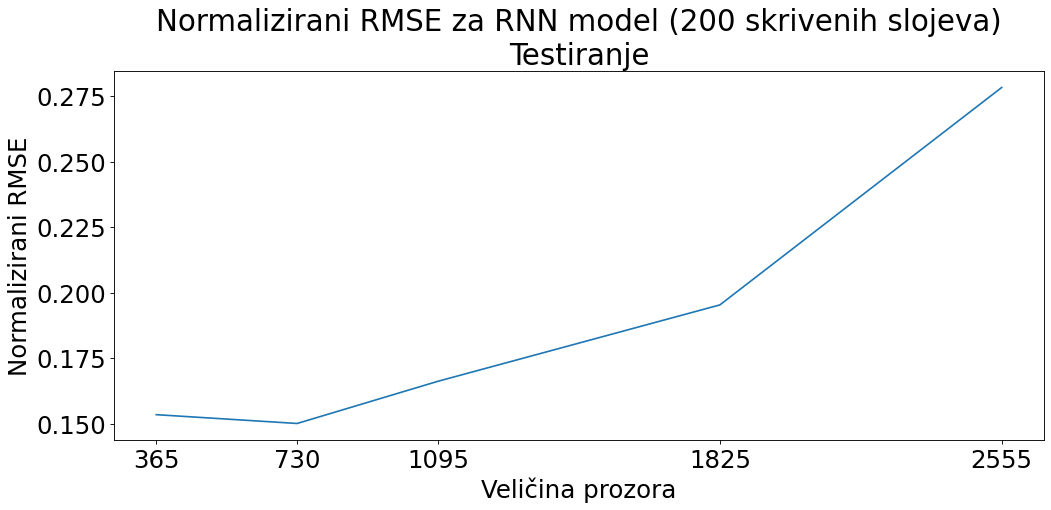 Normalizirani RMSE za RNN model (200 skrivenih slojeva)
Testiranje
Normalizirani RMSE
0.275
0.250
0.225
0.200
0.175
0.150
365 730 1095 1825 2555
Veličina prozora